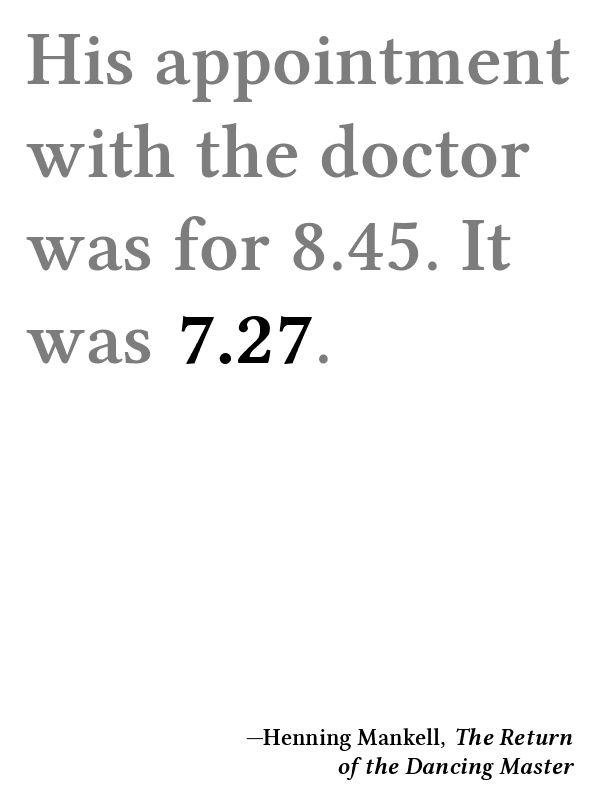 His appointment
with the doctor
was for 8.45. It
was 7.27.
—Henning Mankell, The Return
of the Dancing Master